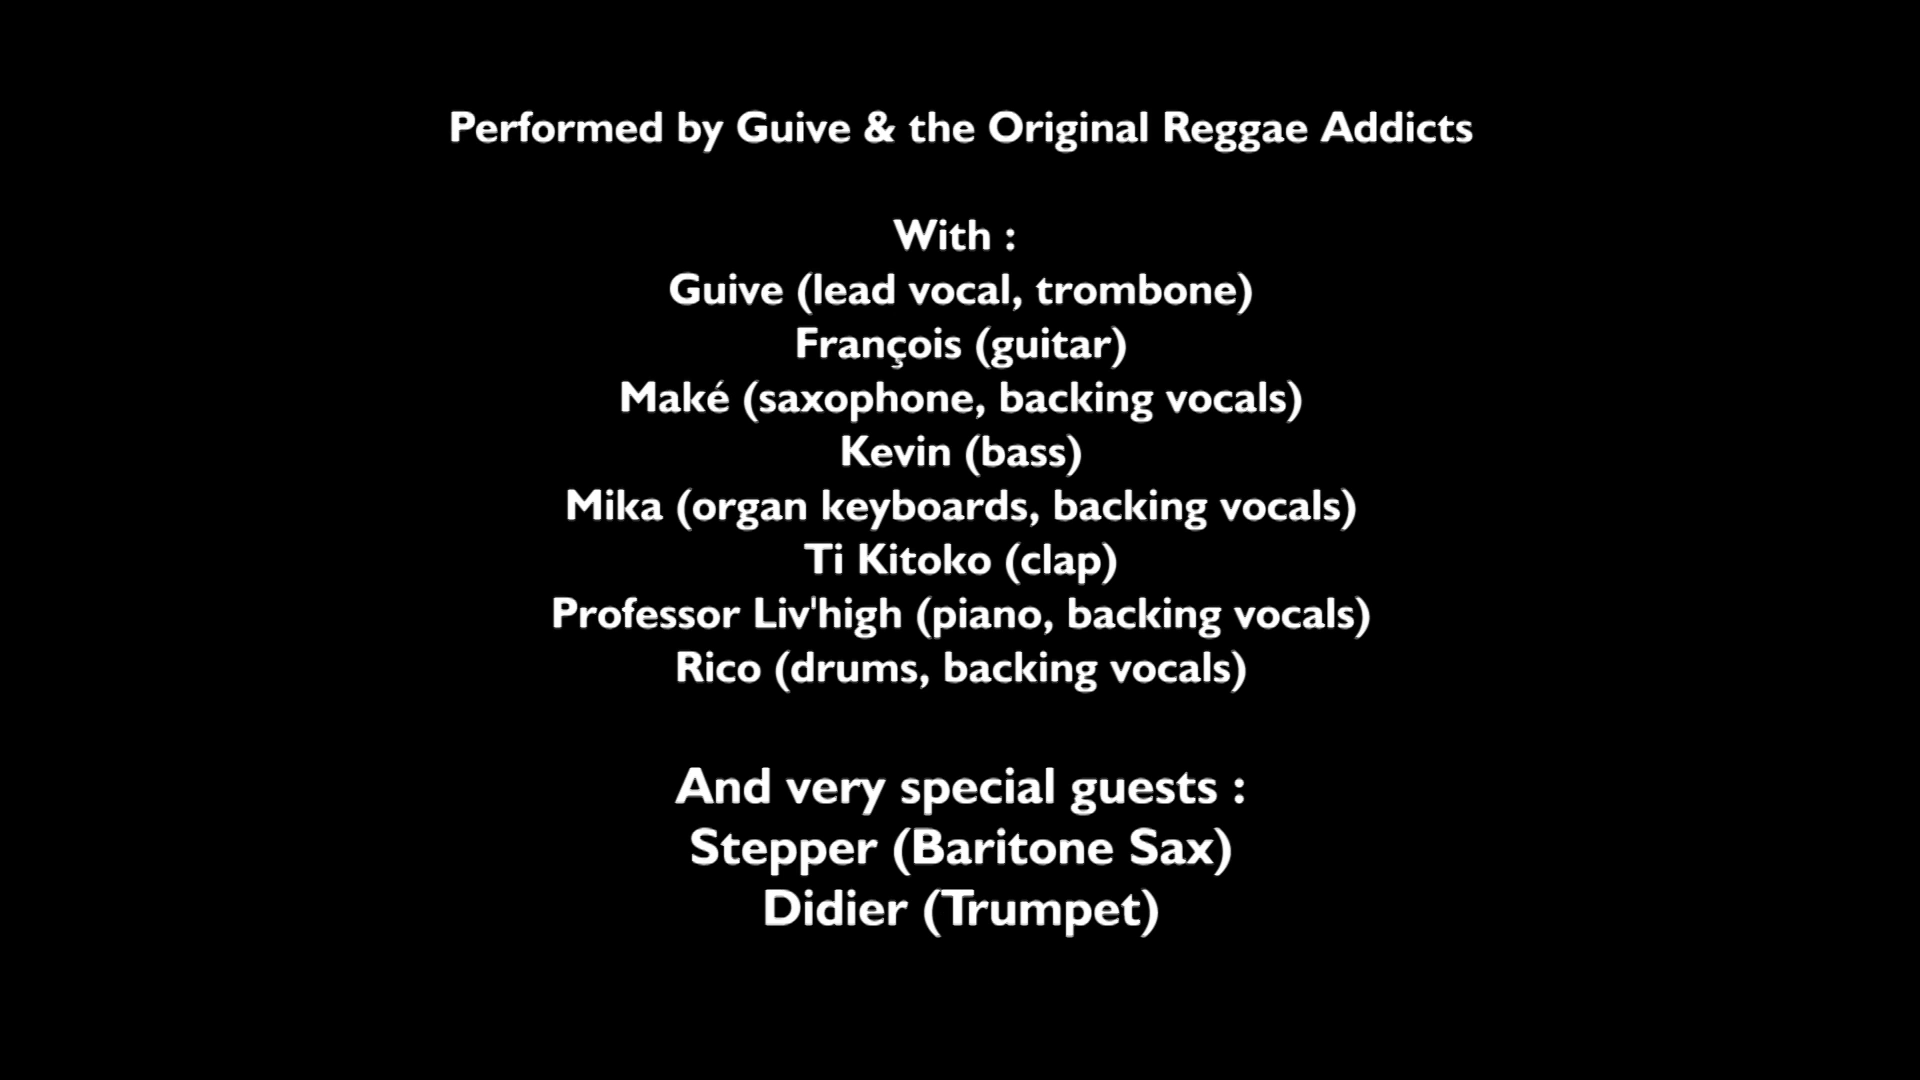 Performed by Guive & the Original Reggae Addicts
With :
Guive (lead vocal, trombone)
François (guitar)
Maké (saxophone, backing vocals)
Kevin (bass)
Mika (organ keyboards, backing vocals)
Ti Kitoko (clap)
Professor Liv'high (piano, backing vocals)
Rico (drums, backing vocals)
And very special guests :
Stepper (Baritone Sax)
Didier (Trumpet)